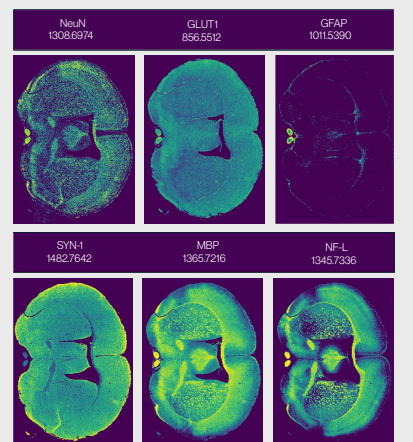 NeuN
1308.6974
GLUT1
856.5512
GFAP
1011.5390
SYN-1
1482.7642
MBP
1365.7216
NF-L
1345.7336